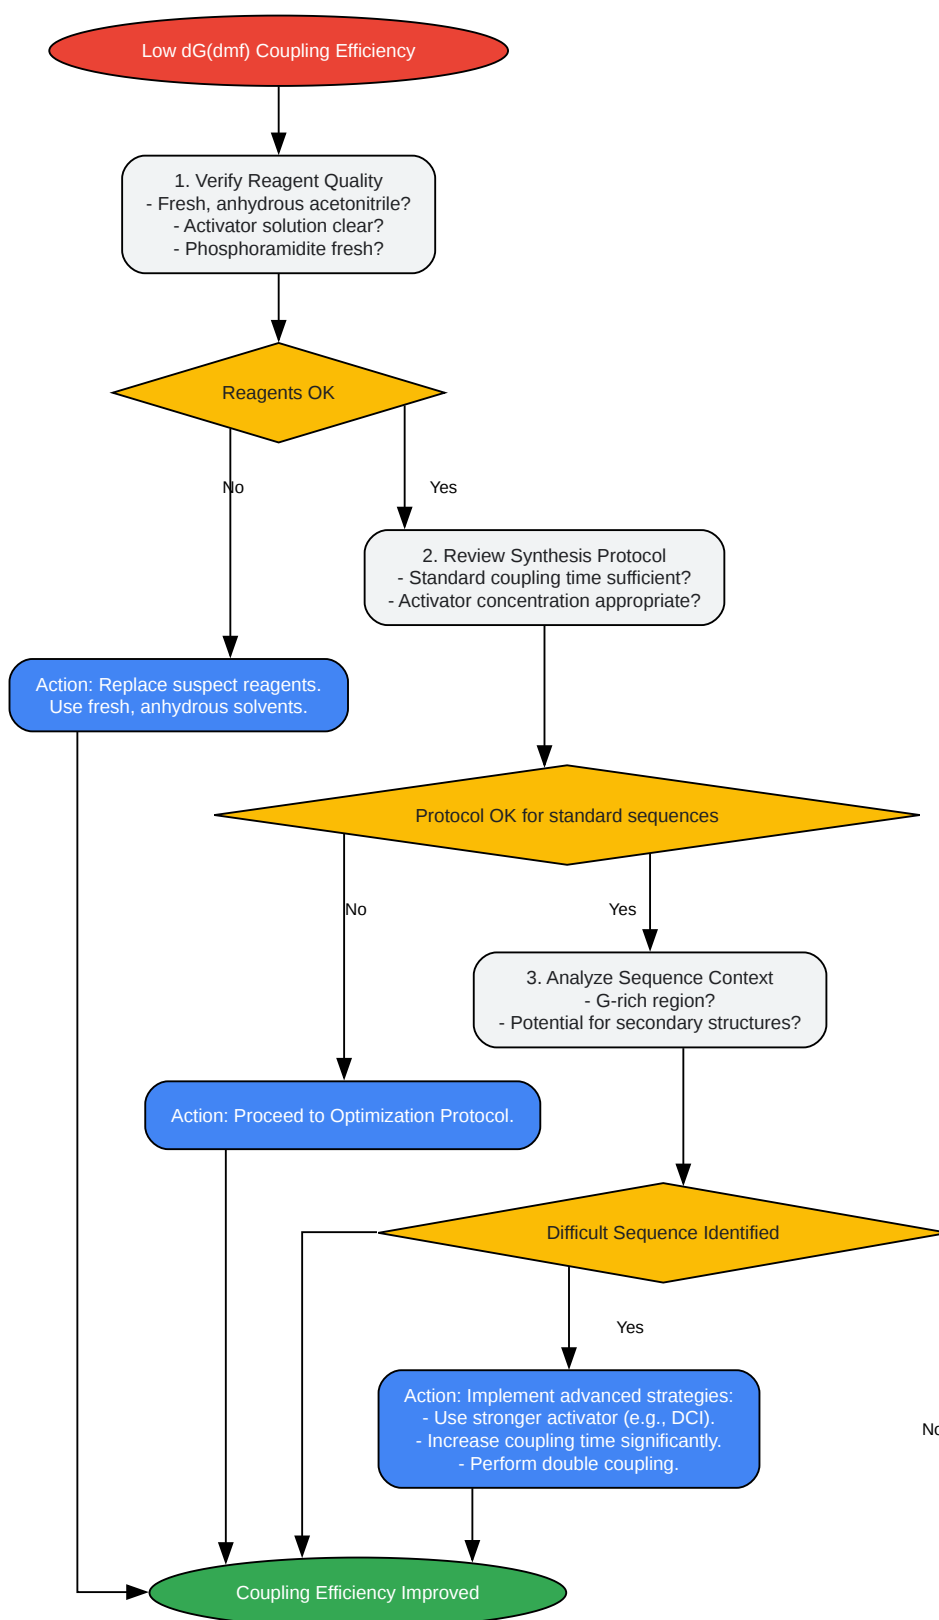 Low dG(dmf) Coupling Efficiency
1. Verify Reagent Quality
- Fresh, anhydrous acetonitrile?
- Activator solution clear?
- Phosphoramidite fresh?
Reagents OK
No
Yes
2. Review Synthesis Protocol
- Standard coupling time sufficient?
- Activator concentration appropriate?
Action: Replace suspect reagents.
Use fresh, anhydrous solvents.
Protocol OK for standard sequences
No
Yes
3. Analyze Sequence Context
- G-rich region?
- Potential for secondary structures?
Action: Proceed to Optimization Protocol.
Difficult Sequence Identified
Yes
Action: Implement advanced strategies:
- Use stronger activator (e.g., DCI).
- Increase coupling time significantly.
- Perform double coupling.
No
Coupling Efficiency Improved